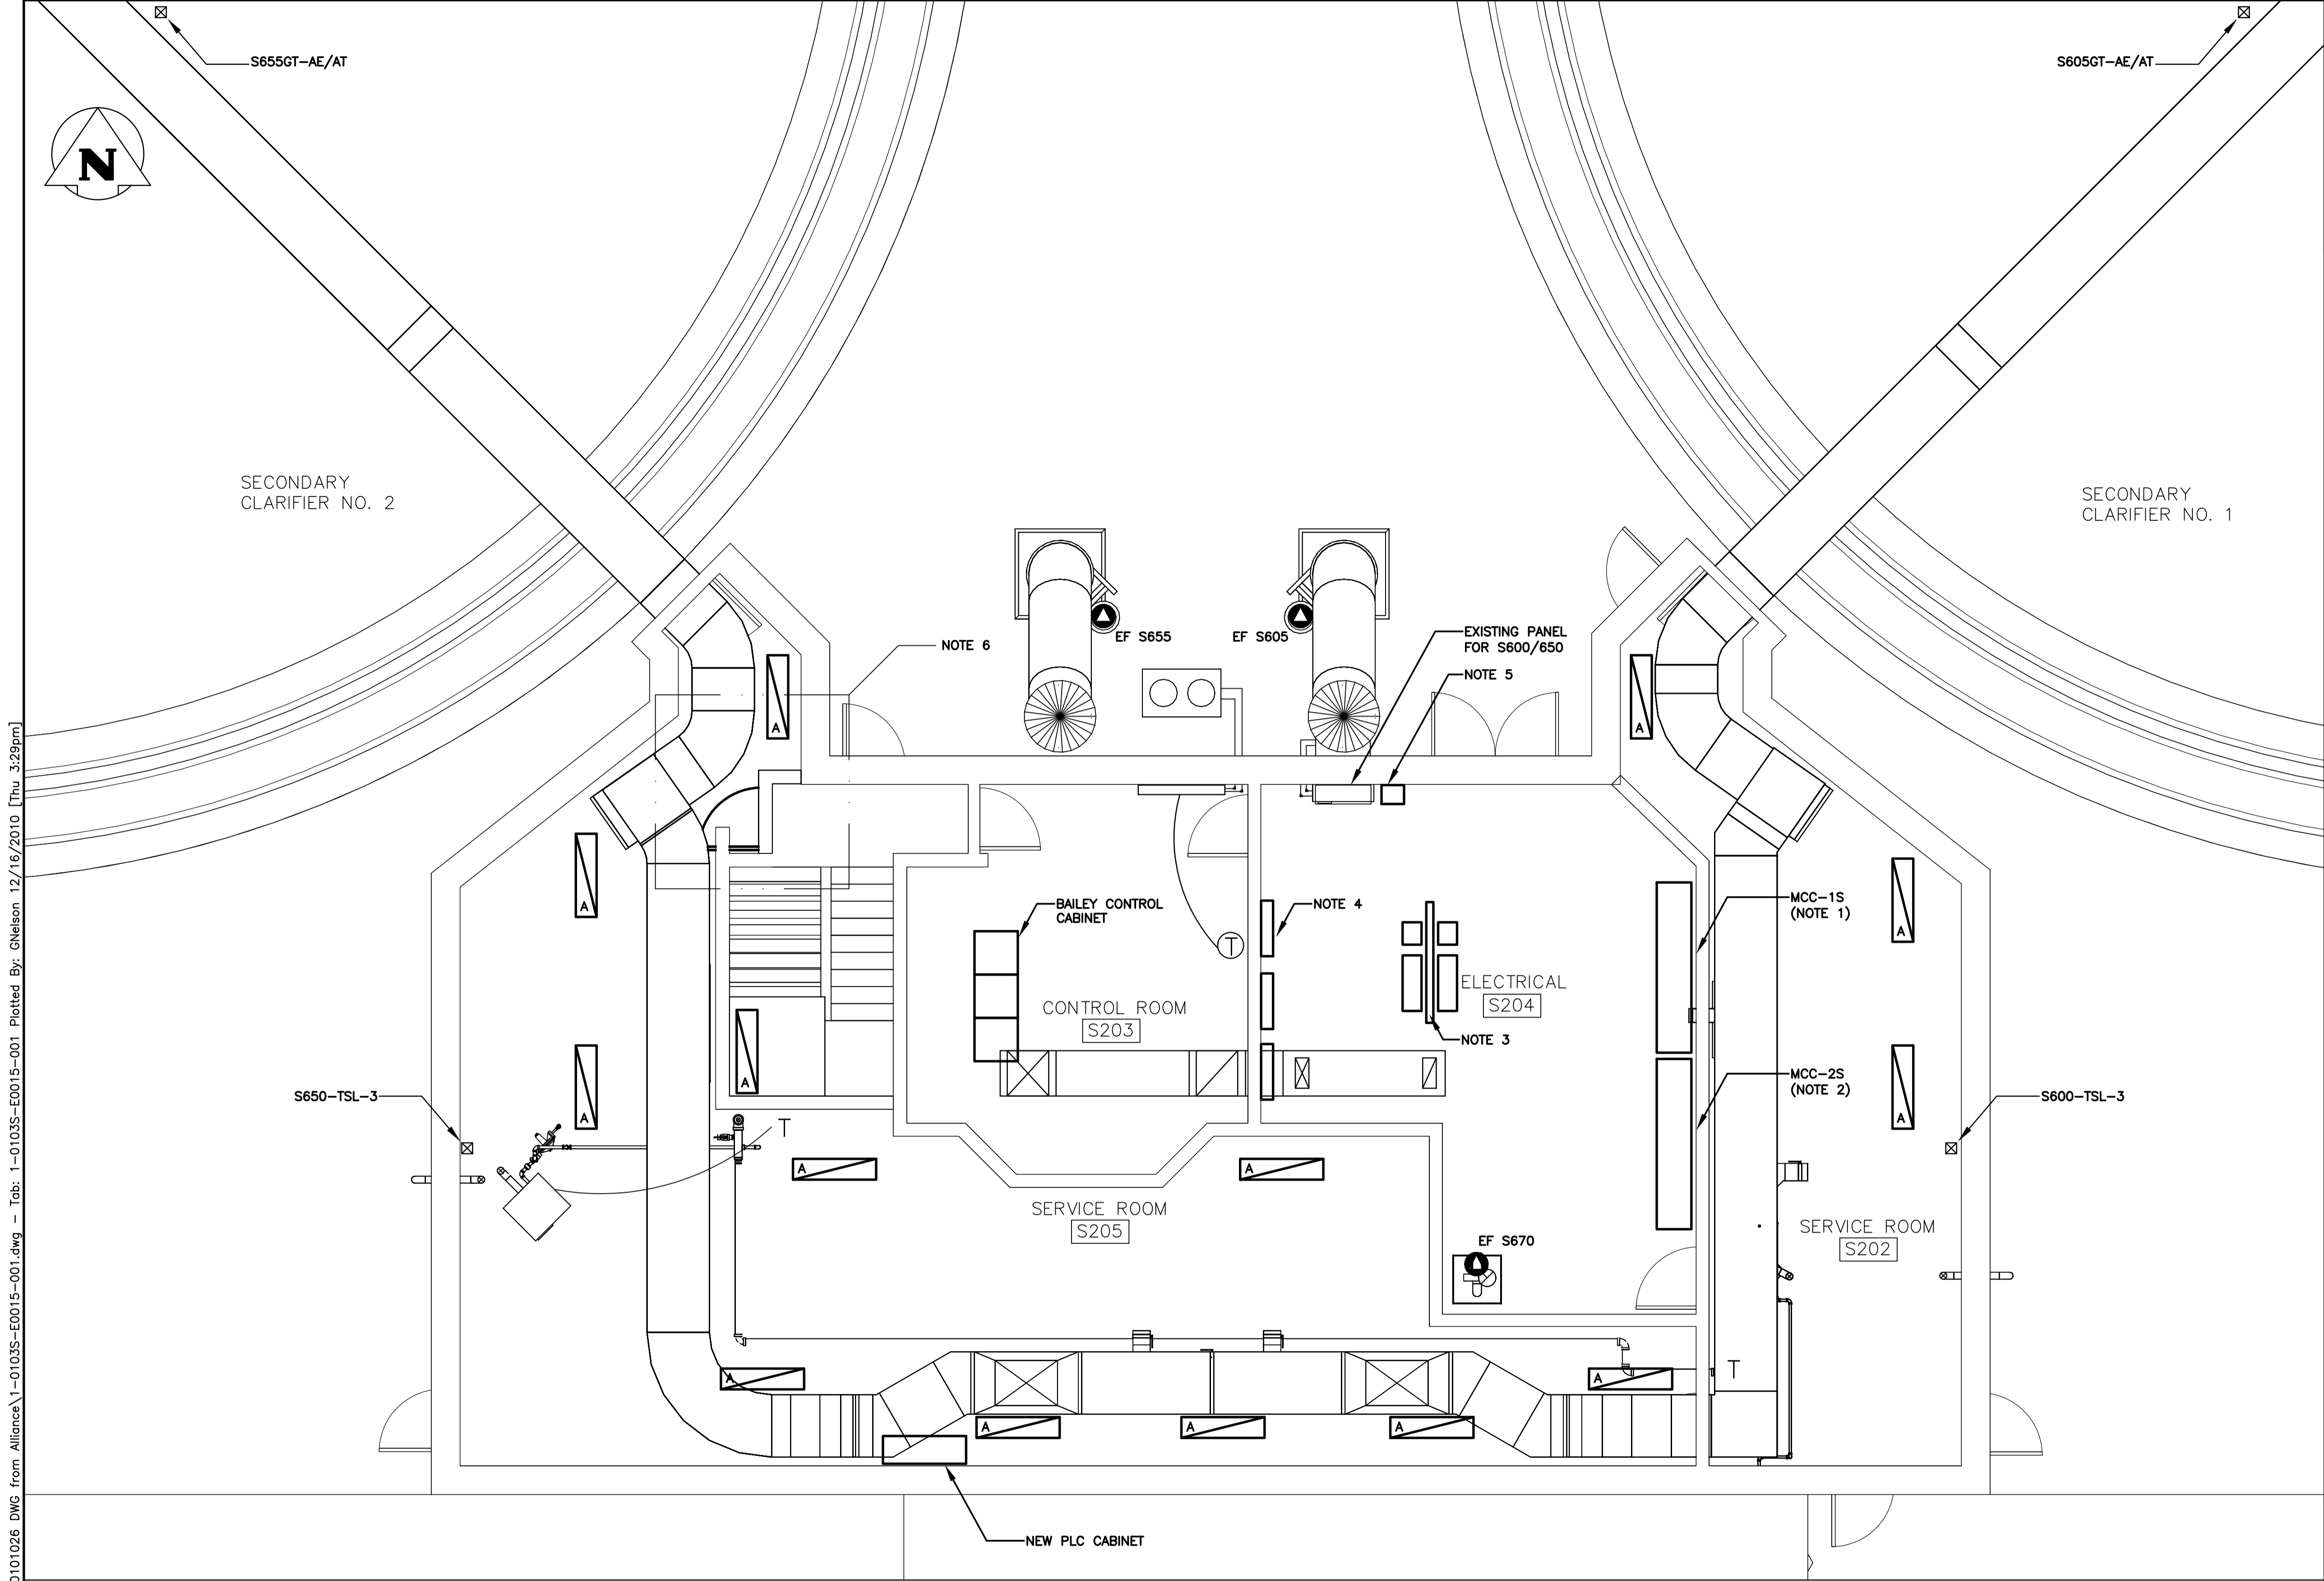 S655GT-AE/AT
S605GT-AE/AT
N
SECONDARY
CLARIFIER NO. 2
SECONDARY
CLARIFIER NO. 1
EF S655
EF S605
NOTE 6
EXISTING PANEL
FOR S600/650
NOTE 5
A
A
A
A
BAILEY CONTROL
CABINET
NOTE 4
MCC-1S
(NOTE 1)
T
ELECTRICAL
S204
CONTROL ROOM
S203
NOTE 3
A
MCC-2S
(NOTE 2)
A
A
S650-TSL-3
S600-TSL-3
T
A
A
SERVICE ROOM
S205
SERVICE ROOM
S202
EF S670
A
A
T
A
A
A
NEW PLC CABINET
0101026 DWG from Alliance\1-0103S-E0015-001.dwg - Tab: 1-0103S-E0015-001 Plotted By: GNelson 12/16/2010 [Thu 3:29pm]